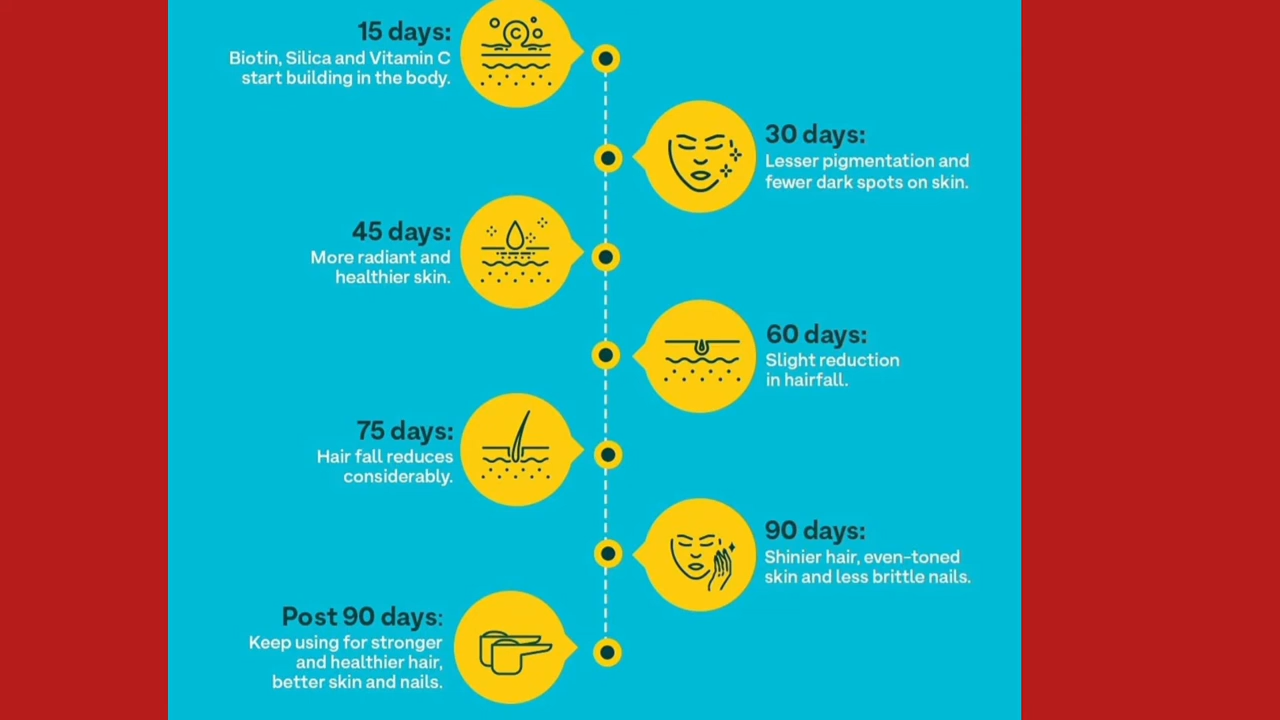 15 days:
Biotin, Silica and Vitamin C
start building in the body.
C
30 days:
Lesser pigmentation and
fewer dark spots on skin.
45 days:
More radiant and
healthier skin.
60 days:
Slight reduction
in hairfall.
75 days:
Hair fall reduces
considerably.
90 days:
Shinier hair, even-toned
skin and less brittle nails.
Post 90 days:
Keep using for stronger
and healthier hair,
better skin and nails.